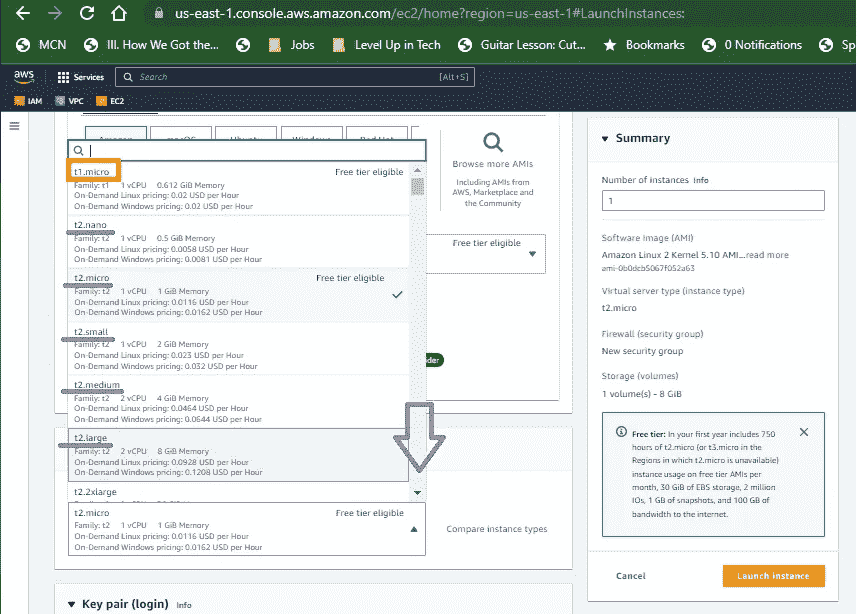 us-east-1.console.aws.amazon.com/ec2/home?region=us-east-1#LaunchInstances:
MCN
III. How We Got the...
Jobs
Level Up in Tech
Guitar Lesson: Cut...
Bookmarks
0 Notifications
Sp
aws
Services
Search
[Alt+S]
IAM
VPC
EC2
t1.micro
Free tier eligible
Family: t1 1 vCPU 0.612 GiB Memory
On-Demand Linux pricing: 0.02 USD per Hour
On-Demand Windows pricing: 0.02 USD per Hour
t2.nano
Family: t2 1 vCPU 0.5 GiB Memory
On-Demand Linux pricing: 0.0058 USD per Hour
On-Demand Windows pricing: 0.0081 USD per Hour
t2.micro
Free tier eligible
Family: t2 1 vCPU 1 GiB Memory
On-Demand Linux pricing: 0.0116 USD per Hour
On-Demand Windows pricing: 0.0162 USD per Hour
t2.small
Family: t2 1 vCPU 2 GiB Memory
On-Demand Linux pricing: 0.023 USD per Hour
On-Demand Windows pricing: 0.032 USD per Hour
t2.medium
Family: t2 2 vCPU 4 GiB Memory
On-Demand Linux pricing: 0.0464 USD per Hour
On-Demand Windows pricing: 0.0644 USD per Hour
t2.large
Family: t2 2 vCPU 8 GiB Memory
On-Demand Linux pricing: 0.0928 USD per Hour
On-Demand Windows pricing: 0.1208 USD per Hour
t2.2xlarge
t2.micro
Free tier eligible
Family: t2 1 vCPU 1 GiB Memory
On-Demand Linux pricing: 0.0116 USD per Hour
On-Demand Windows pricing: 0.0162 USD per Hour
Browse more AMIs
Including AMIs from
AWS, Marketplace and
the Community
Free tier eligible
der
Compare instance types
Key pair (login) Info
Summary
Number of instances Info
1
Software Image (AMI)
Amazon Linux 2 Kernel 5.10 AMI...read more
ami-0b0dcb5067f052a63
Virtual server type (instance type)
t2.micro
Firewall (security group)
New security group
Storage (volumes)
1 volume(s) - 8 GiB
Free tier: In your first year includes 750
hours of t2.micro (or t3.micro in the
Regions in which t2.micro is unavailable)
instance usage on free tier AMIs per
month, 30 GiB of EBS storage, 2 million
IOs, 1 GB of snapshots, and 100 GB of
bandwidth to the internet.
Cancel
Launch instance